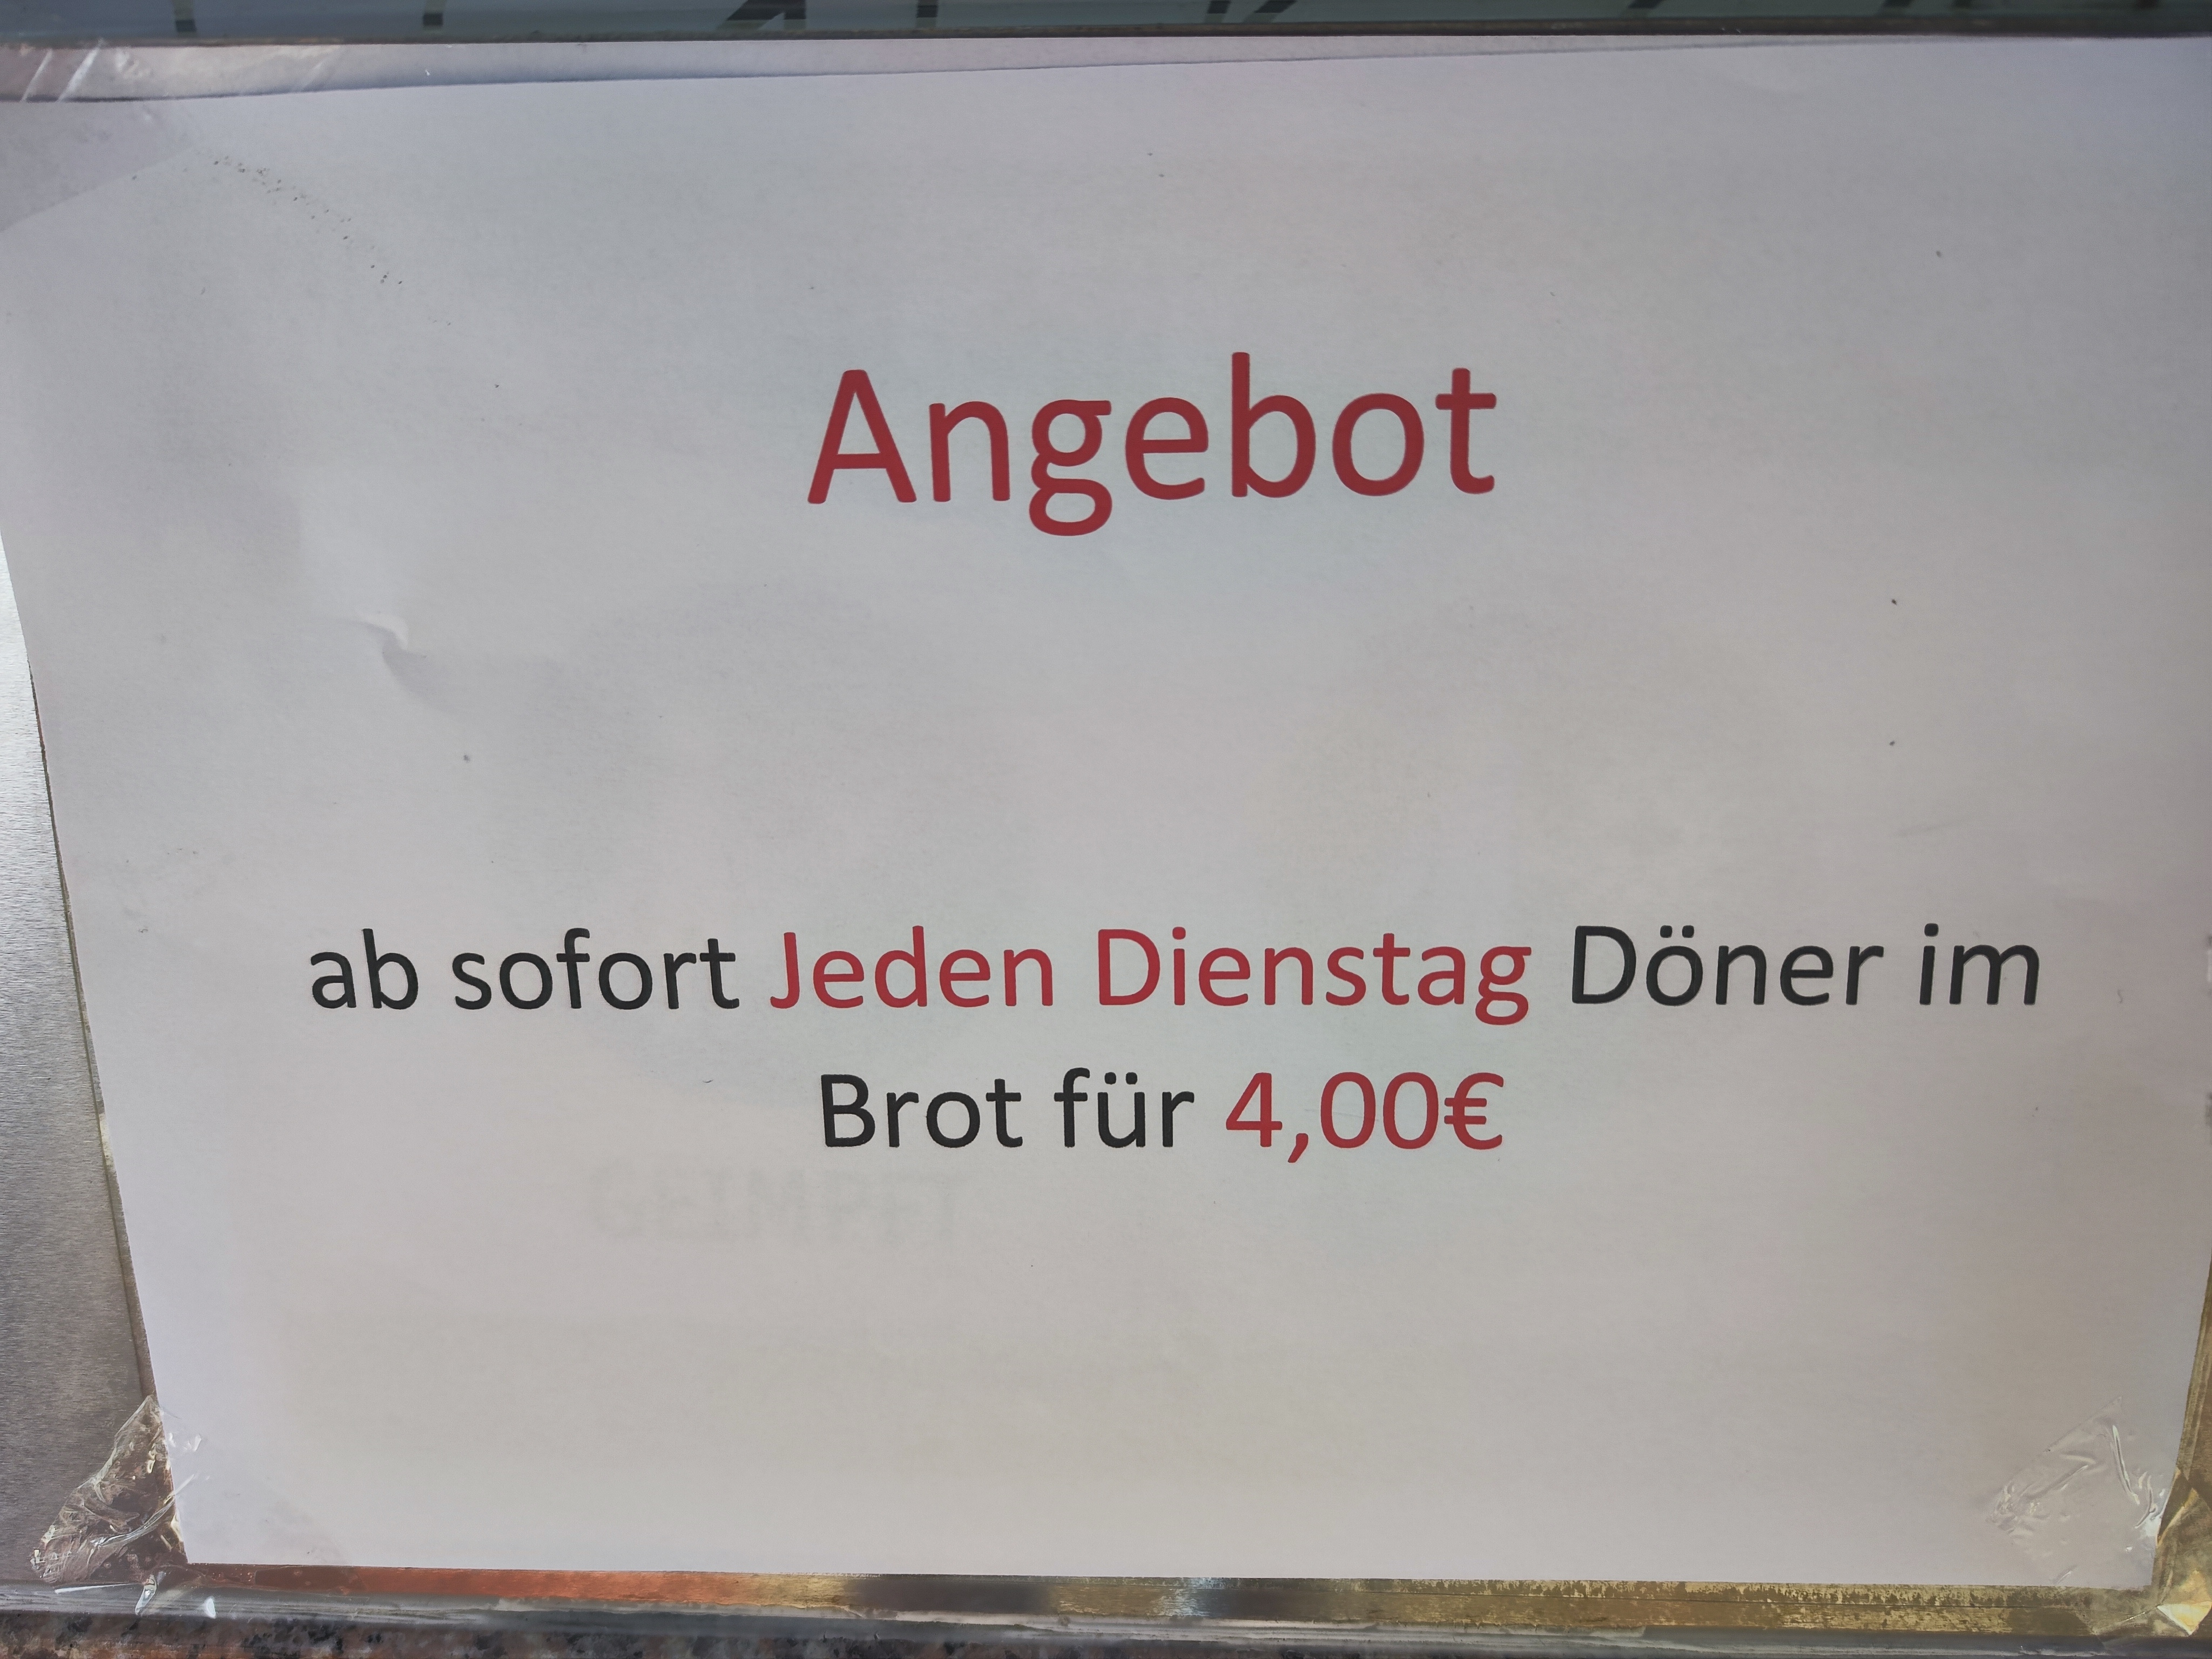 Angebot
ab sofort Jeden Dienstag Döner im
Brot für 4,00€